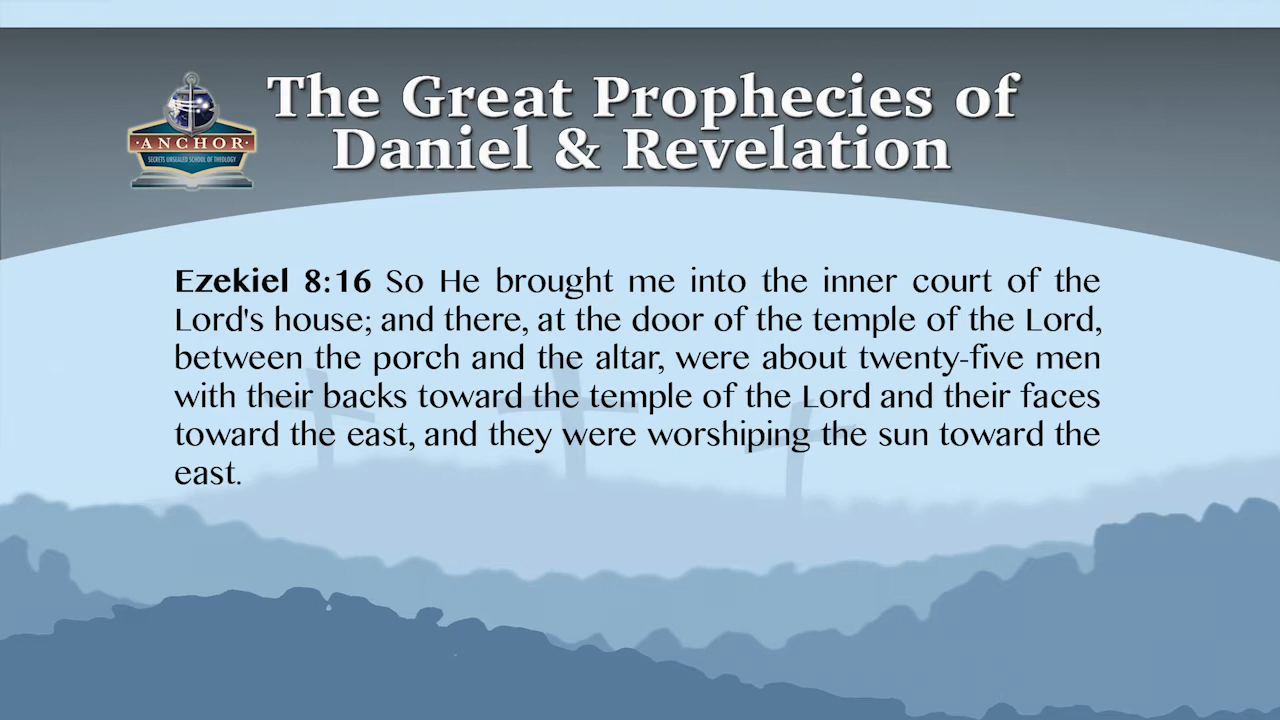 The Great Prophecies of
Daniel & Revelation
·ANCHOR·
SECRETS UNSEALED SCHOOL OF THEOLOGY
Ezekiel 8:16 So He brought me into the inner court of the
Lord's house; and there, at the door of the temple of the Lord,
between the porch and the altar, were about twenty-five men
with their backs toward the temple of the Lord and their faces
toward the east, and they were worshiping the sun toward the
east.